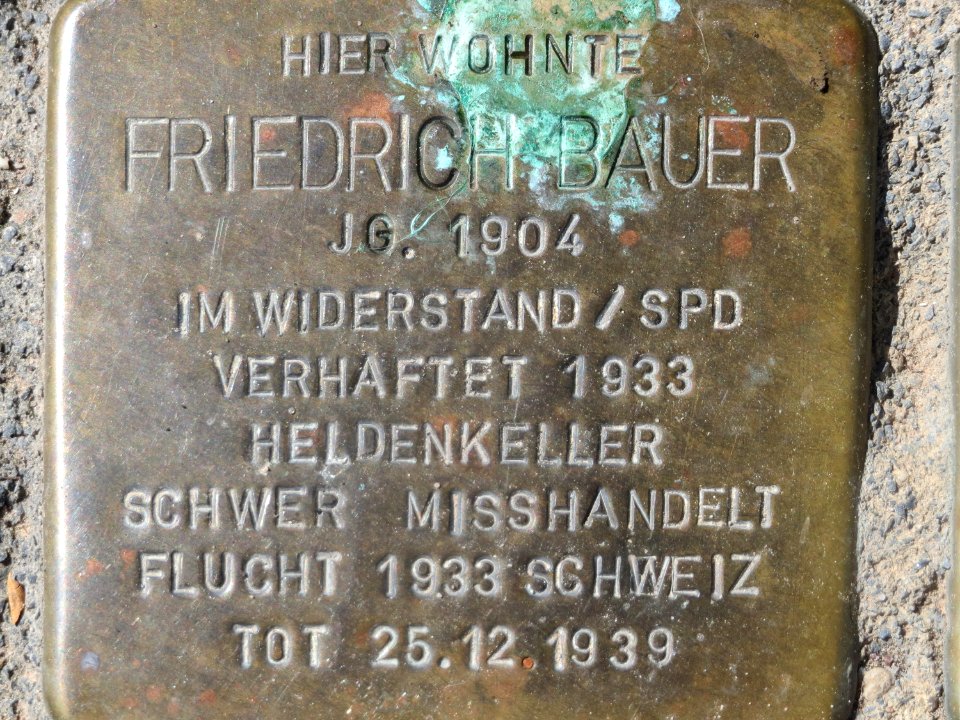 HIER WOHNTE
FRIEDRICH BAUER
JG. 1904
IM WIDERSTAND / SPD
VERHAFTET 1933
HELDENKELLER
SCHWER MISSHANDELT
FLUCHT 1933 SCHWEIZ
TOT 25.12.1939